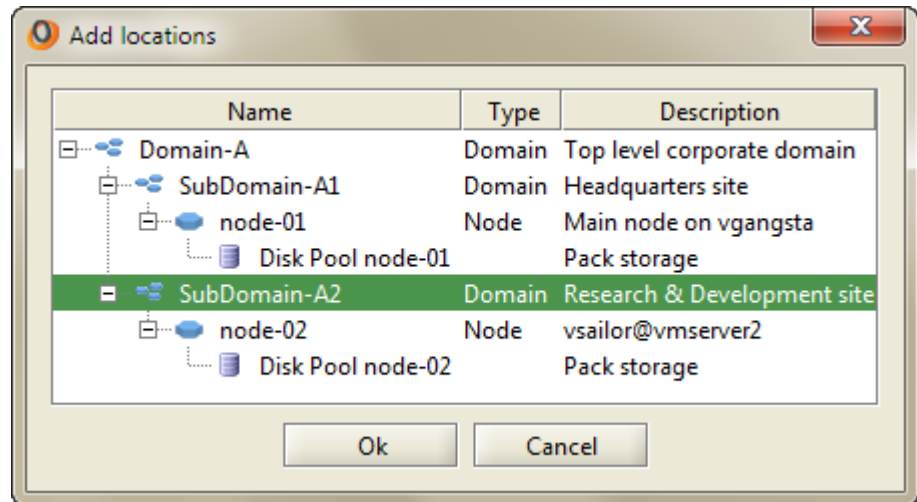 Add locations
Name Type Description
Domain-A Domain Top level corporate domain
SubDomain-A1 Domain Headquarters site
node-01 Node Main node on vgangsta
Disk Pool node-01 Pack storage
SubDomain-A2 Domain Research & Development site
node-02 Node vsailor@vmserver2
Disk Pool node-02 Pack storage
Ok Cancel